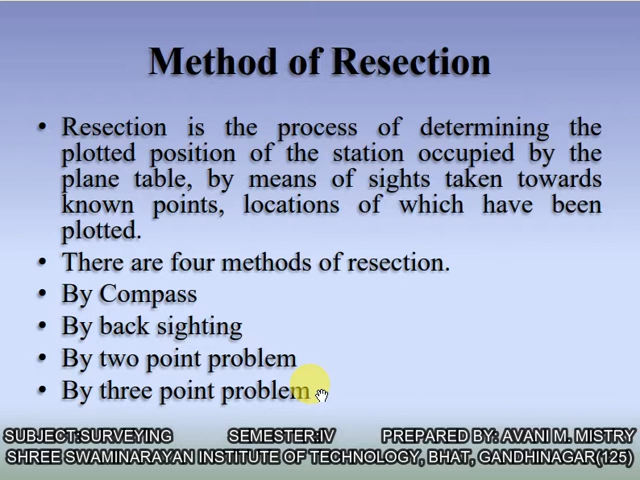 Method of Resection
• Resection is the process of determining the
plotted position of the station occupied by the
plane table, by means of sights taken towards
known points, locations of which have been
plotted.
• There are four methods of resection.
• By Compass
• By back sighting
• By two point problem
• By three point problem
SUBJECT:SURVEYING SEMESTER:IV PREPARED BY: AVANI M. MISTRY
SHREE SWAMINARAYAN INSTITUTE OF TECHNOLOGY, BHAT, GANDHINAGAR(125)